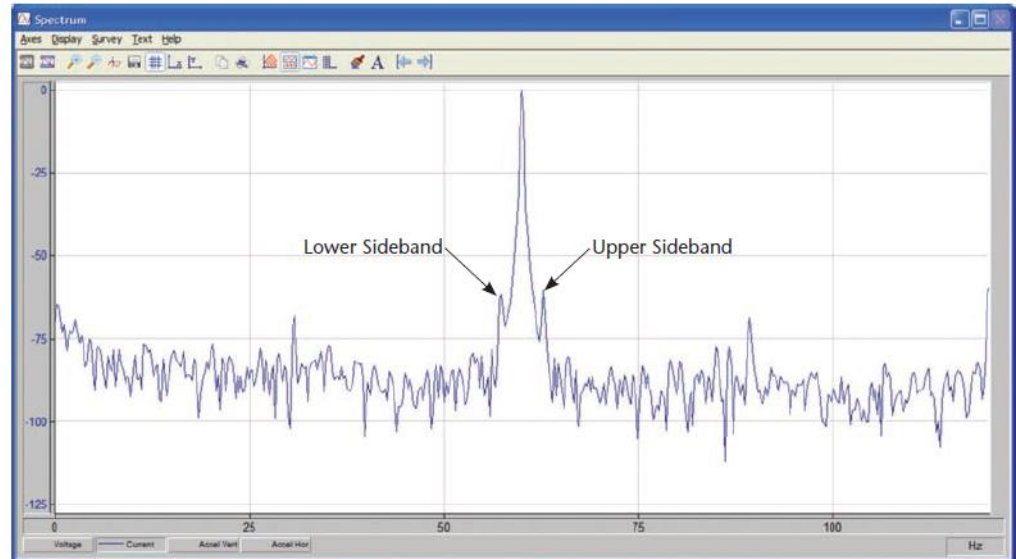 Spectrum
Axes Display Survey Text Help
0
-25
-50
-75
-100
-125
Lower Sideband
Upper Sideband
0 25 50 75 100
Voltage Current Accel Vert Accel Hor Hz